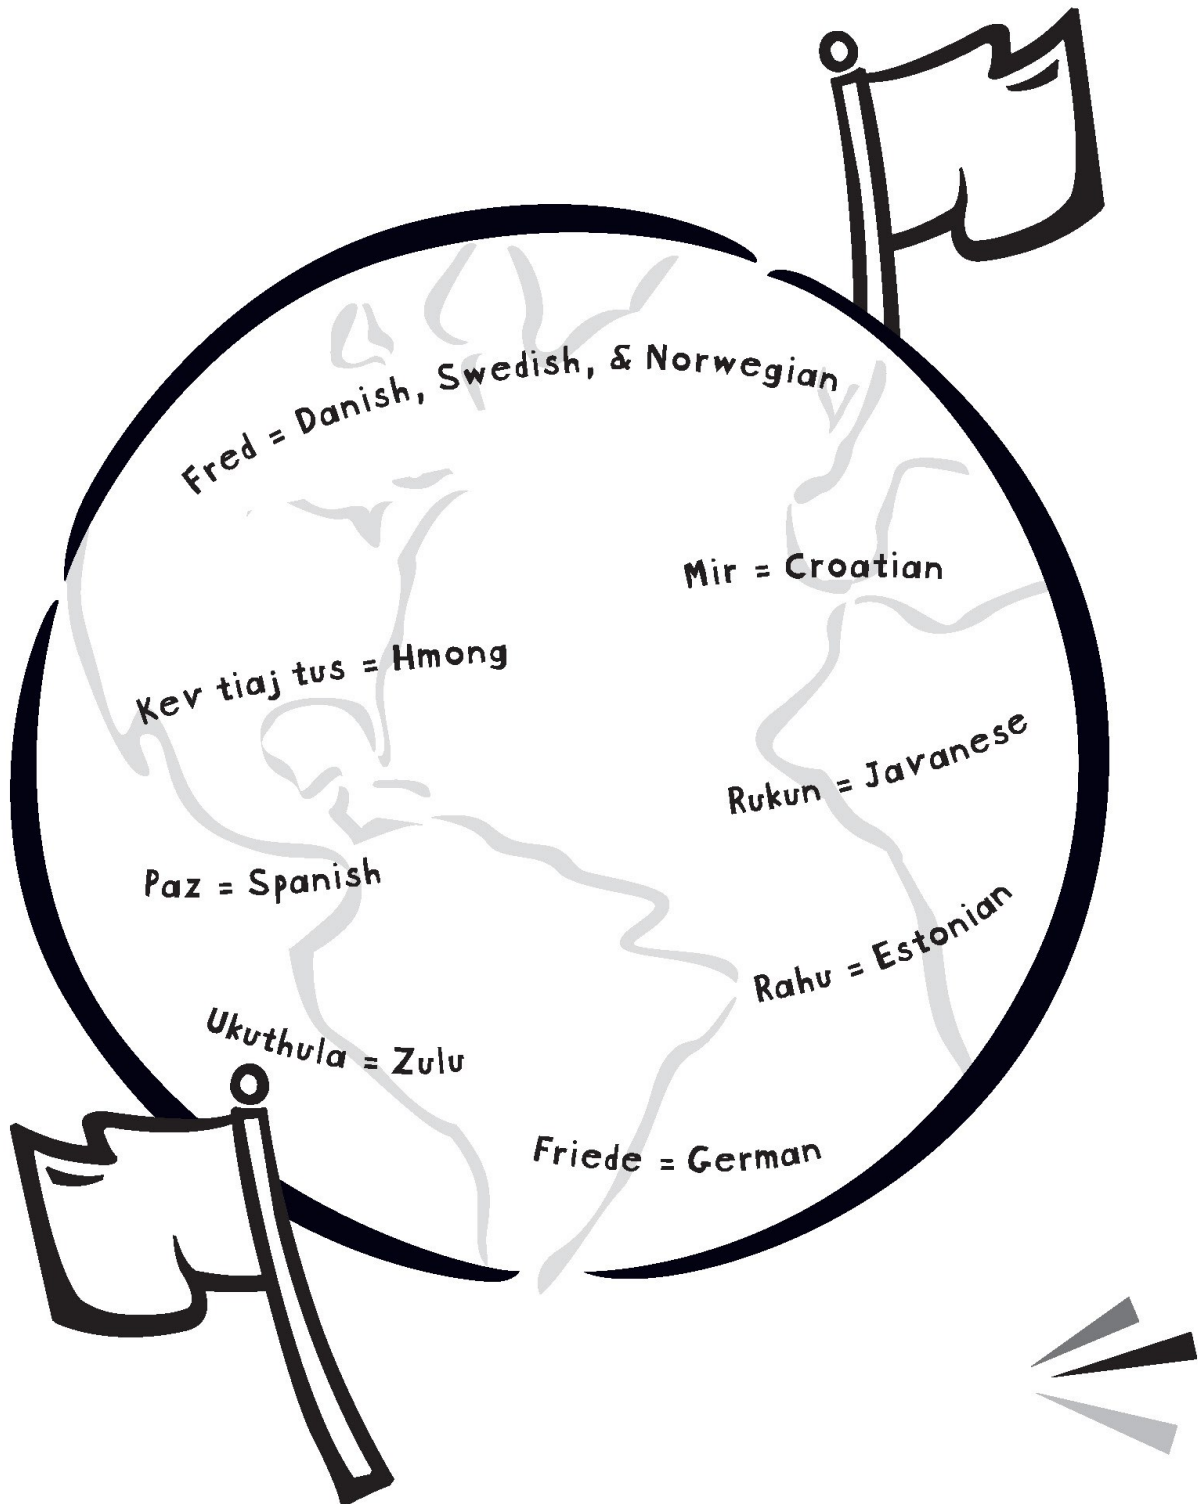 Fred = Danish, Swedish, & Norwegian
Mir = Croatian
Kev tiaj tus = Hmong
Rukun = Javanese
Paz = Spanish
Rahu = Estonian
Ukuthula = Zulu
Friede = German